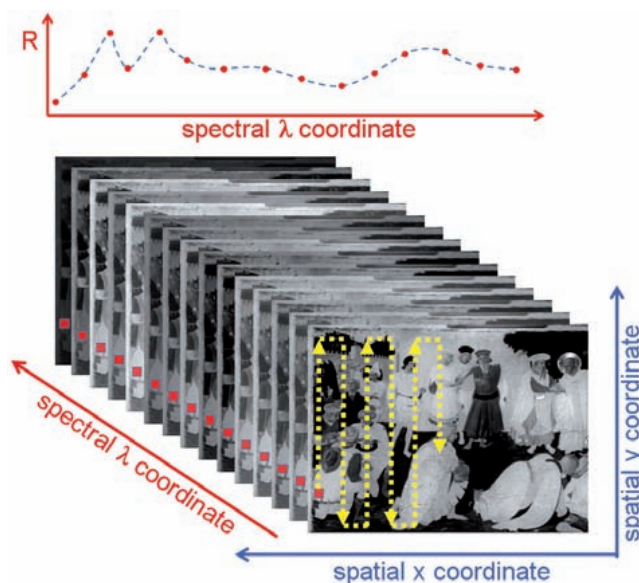 R
spectral λ coordinate
spectral λ coordinate
spatial y coordinate
spatial x coordinate